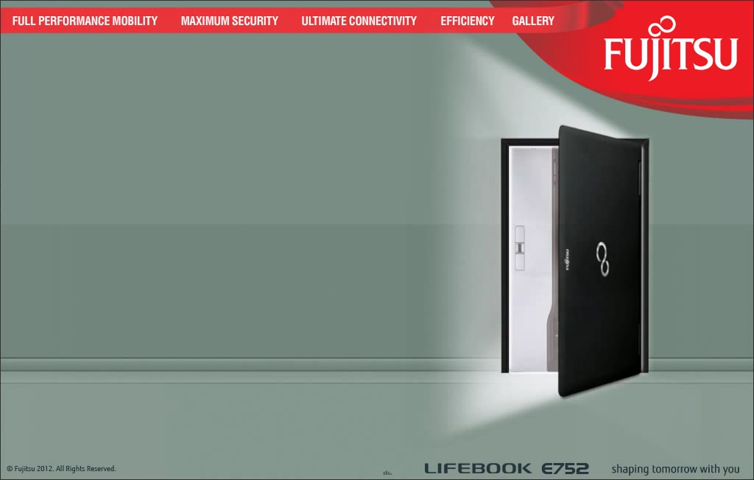 FULL PERFORMANCE MOBILITY MAXIMUM SECURITY ULTIMATE CONNECTIVITY EFFICIENCY GALLERY
FUJITSU
FUJITSU
© Fujitsu 2012. All Rights Reserved.
LIFEBOOK E752
shaping tomorrow with you